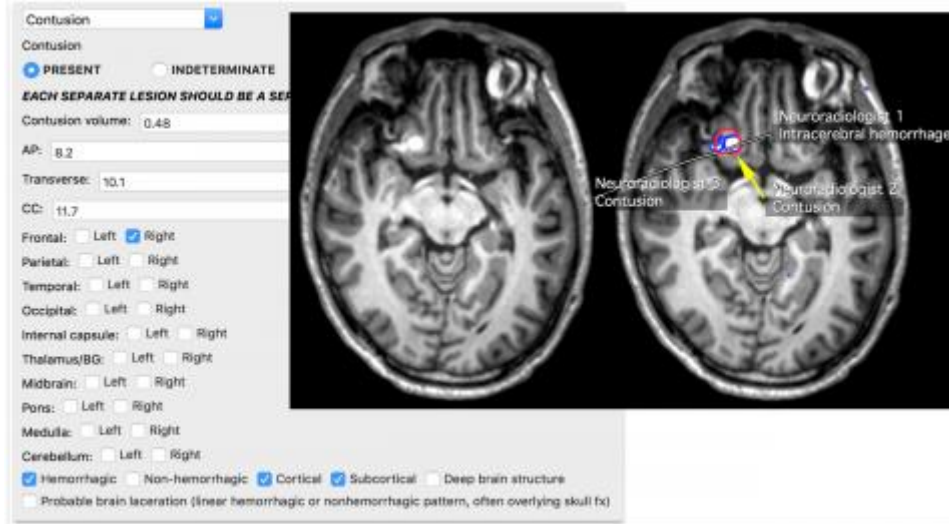 Contusion
Contusion
PRESENT INDETERMINATE
EACH SEPARATE LESION SHOULD BE A SEP
Contusion volume: 0.48
AP: 8.2
Transverse: 10.1
CC: 11.7
Frontal: Left Right
Parietal: Left Right
Temporal: Left Right
Occipital: Left Right
Internal capsule: Left Right
Thalamus/BG: Left Right
Midbrain: Left Right
Pons: Left Right
Medulla: Left Right
Cerebellum: Left Right
Hemorrhagic Non-hemorrhagic Cortical Subcortical Deep brain structure
Probable brain laceration (linear hemorrhagic or nonhemorrhagic pattern, often overlying skull fx)
Neuroradiologist 1
Intracerebral hemorrhage
Neuroradiologist 3
Contusion
Neuroradiologist 2
Contusion